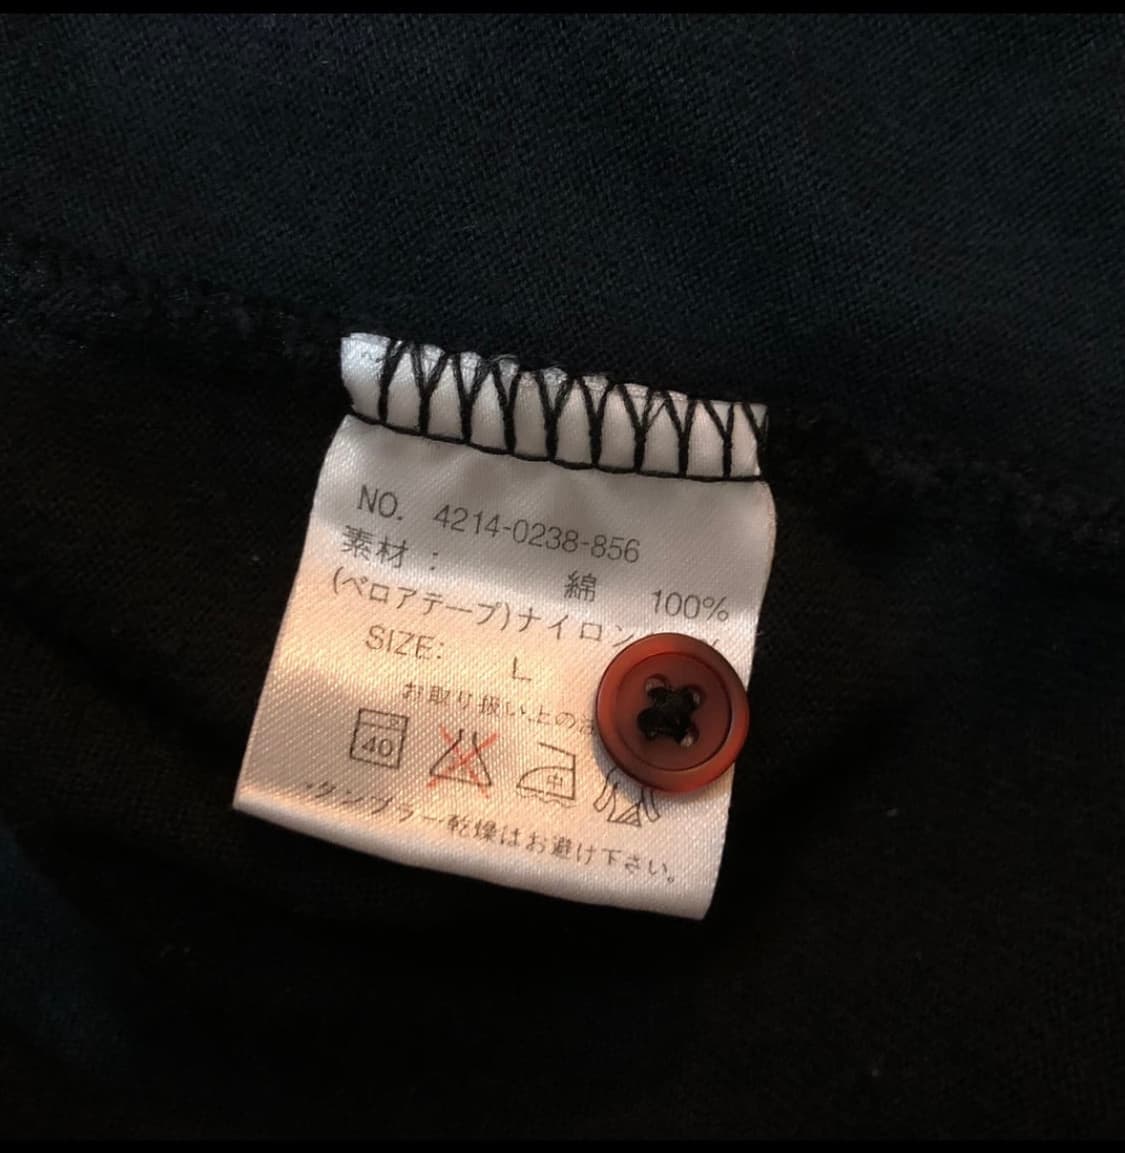 NO. 4214-0238-856
素材：
綿 100%
(ベロアテープ)ナイロン
SIZE: L
お取り扱い上の
40
中
・タンブラー乾燥はお避け下さい。